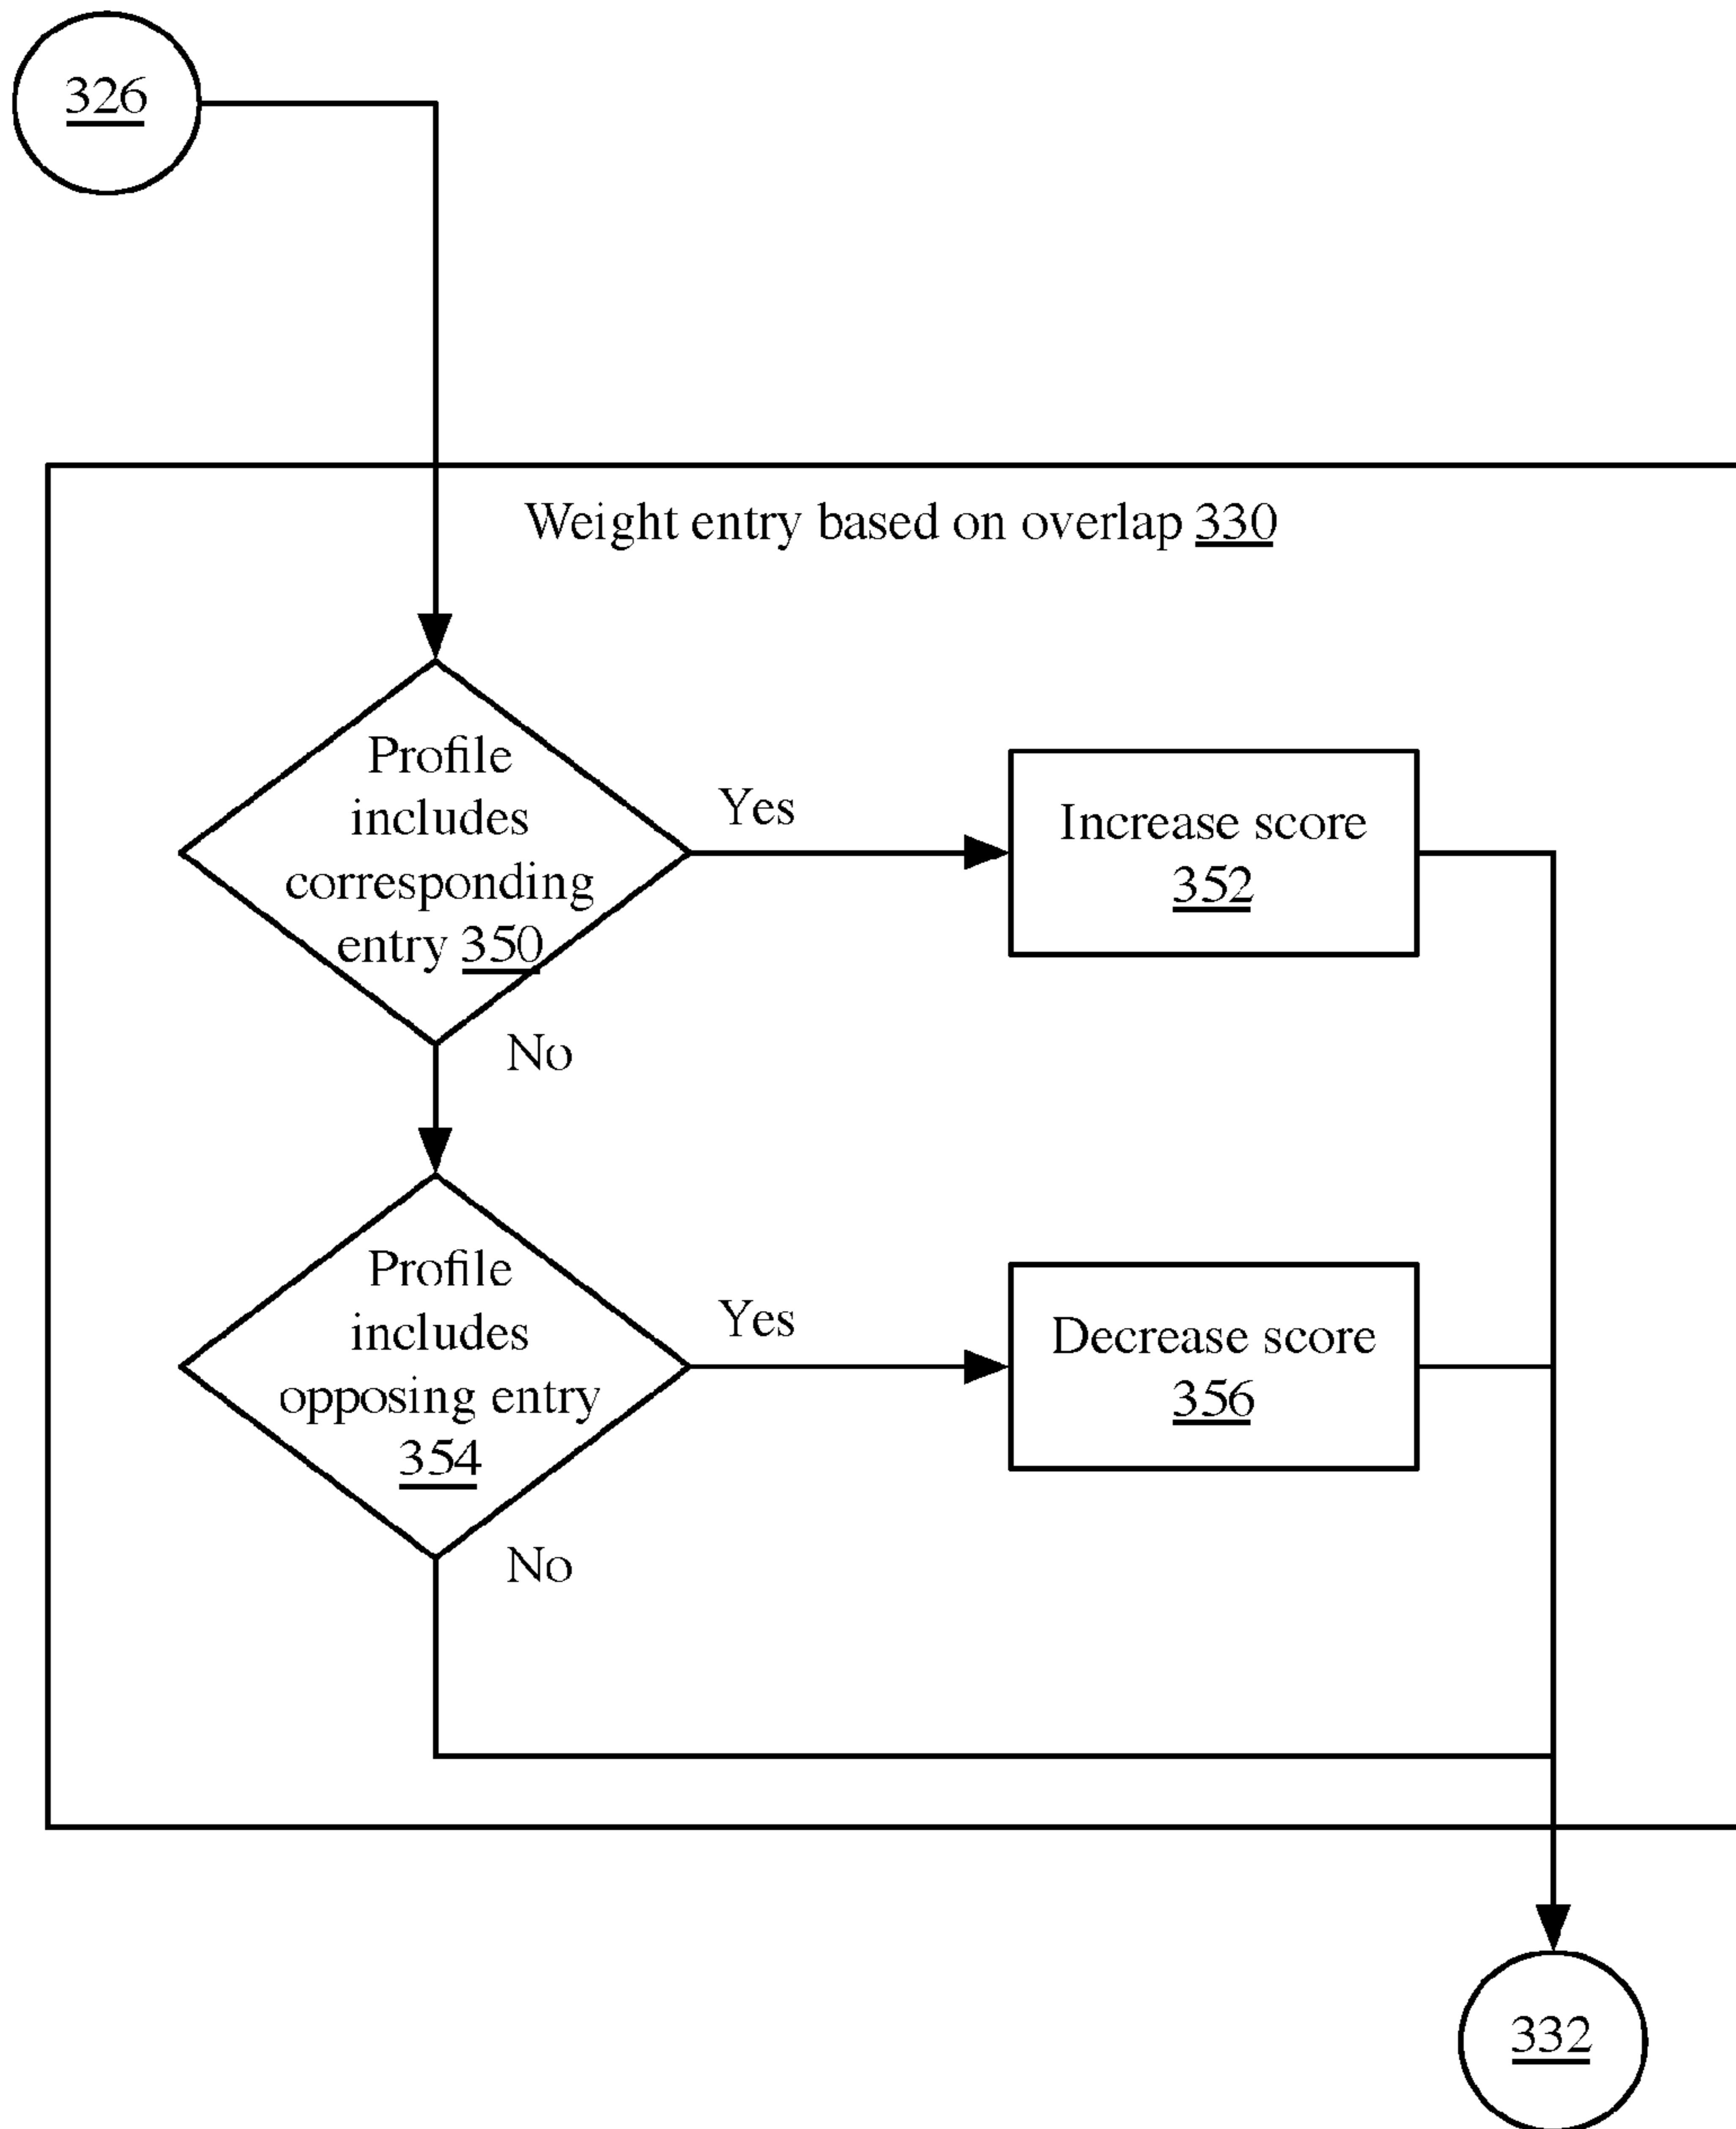 326
Weight entry based on overlap 330
Profile
includes
corresponding
entry 350
Yes
Increase score
352
No
Profile
includes
opposing entry
354
Yes
Decrease score
356
No
332